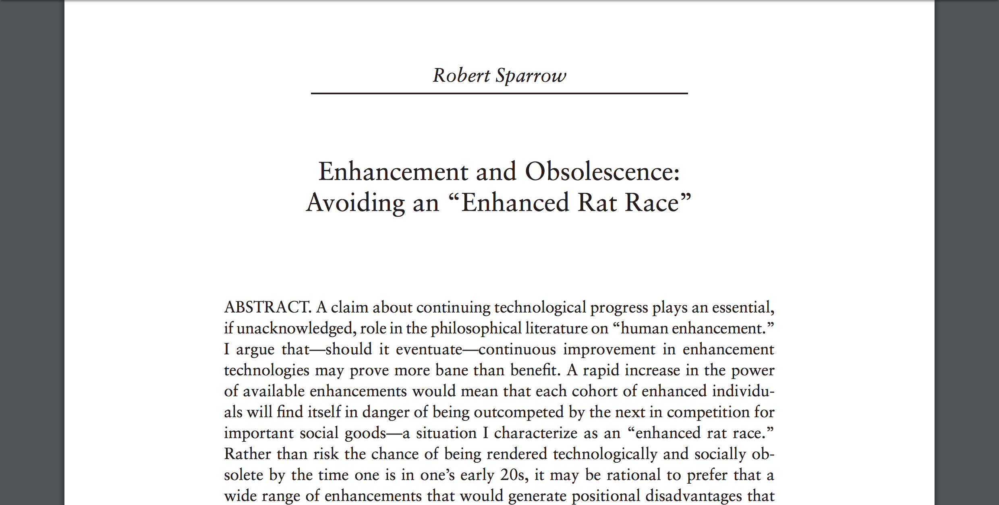 Robert Sparrow
Enhancement and Obsolescence:
Avoiding an “Enhanced Rat Race”
ABSTRACT. A claim about continuing technological progress plays an essential,
if unacknowledged, role in the philosophical literature on “human enhancement.”
I argue that—should it eventuate—continuous improvement in enhancement
technologies may prove more bane than benefit. A rapid increase in the power
of available enhancements would mean that each cohort of enhanced individu-
als will find itself in danger of being outcompeted by the next in competition for
important social goods—a situation I characterize as an “enhanced rat race.”
Rather than risk the chance of being rendered technologically and socially ob-
solete by the time one is in one’s early 20s, it may be rational to prefer that a
wide range of enhancements that would generate positional disadvantages that